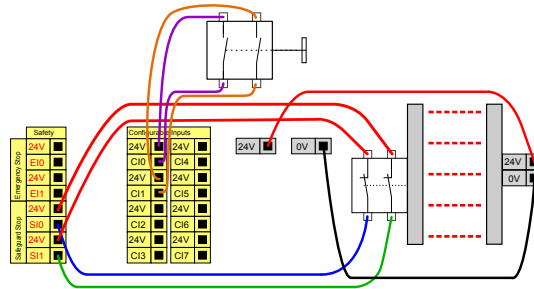 Safety
Emergency Stop
24V
EI0
24V
EI1
Safeguard Stop
24V
SI0
24V
SI1
Configurable Inputs
24V 24V
CI0 CI4
24V 24V
CI1 CI5
24V 24V
CI2 CI6
24V 24V
CI3 CI7
24V 0V
24V
0V